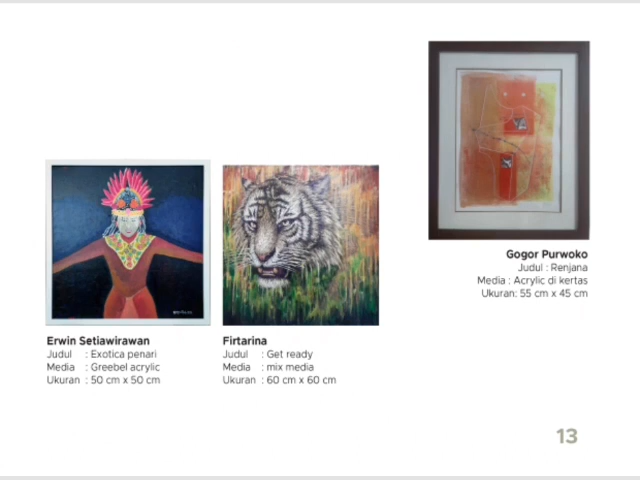 Gogor Purwoko
Judul : Renjana
Media : Acrylic di kertas
Ukuran: 55 cm x 45 cm
Erwin Setiawirawan
Judul : Exotica penari
Media : Greebel acrylic
Ukuran : 50 cm x 50 cm
Firtarina
Judul : Get ready
Media : mix media
Ukuran : 60 cm x 60 cm
13